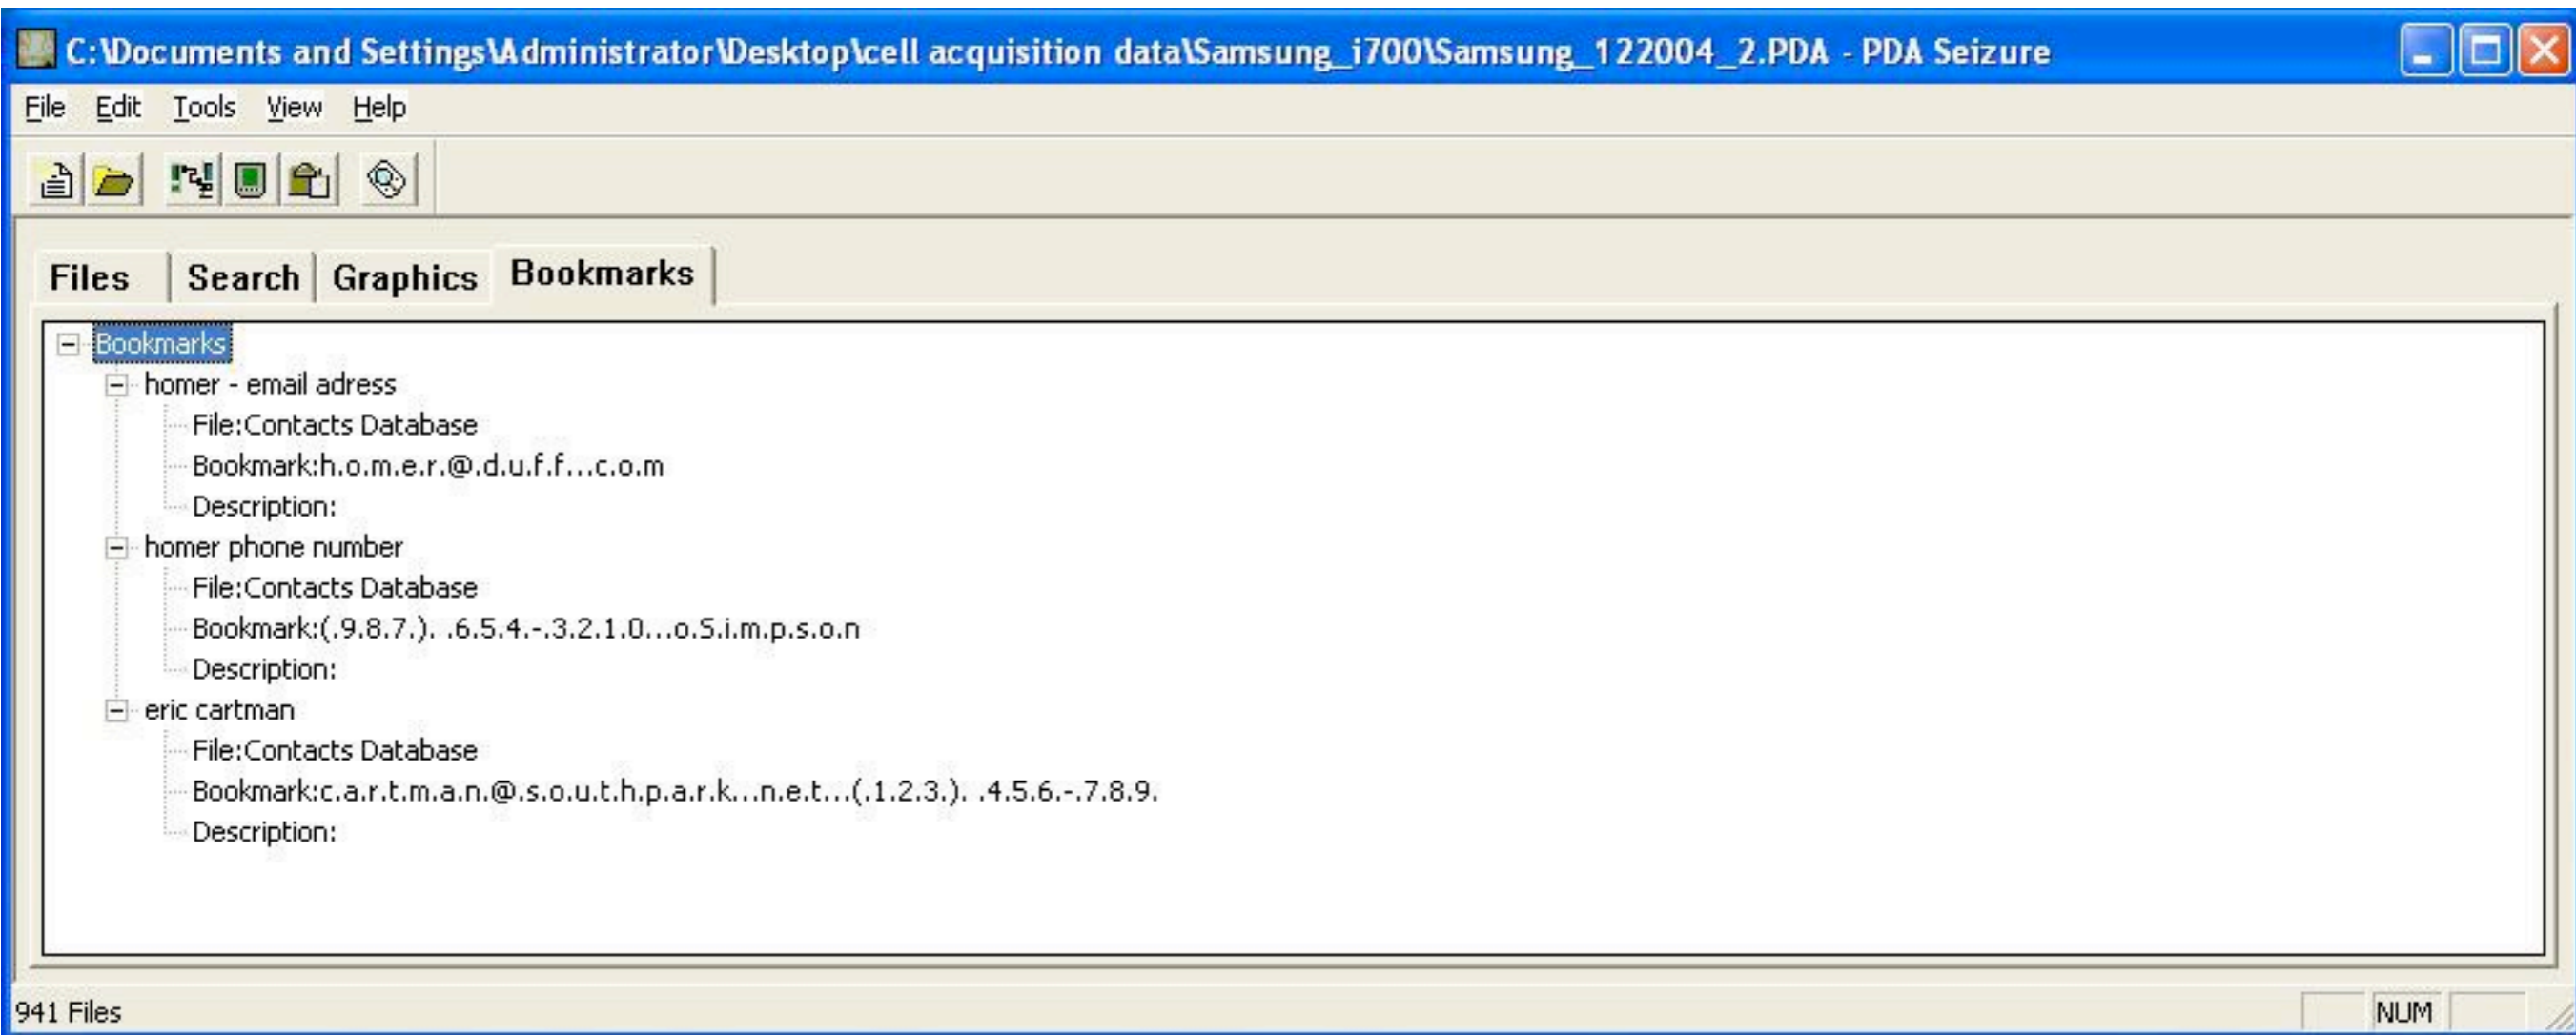 C:\Documents and Settings\Administrator\Desktop\cell acquisition data\Samsung_i700\Samsung_122004_2.PDA - PDA Seizure
File Edit Tools View Help
Files Search Graphics Bookmarks
Bookmarks
homer - email adress
File:Contacts Database
Bookmark:h.o.m.e.r.@.d.u.f.f...c.o.m
Description:
homer phone number
File:Contacts Database
Bookmark:(.9.8.7.). .6.5.4.-.3.2.1.0...o.S.i.m.p.s.o.n
Description:
eric cartman
File:Contacts Database
Bookmark:c.a.r.t.m.a.n.@.s.o.u.t.h.p.a.r.k...n.e.t...(.1.2.3.). .4.5.6.-.7.8.9.
Description:
941 Files NUM